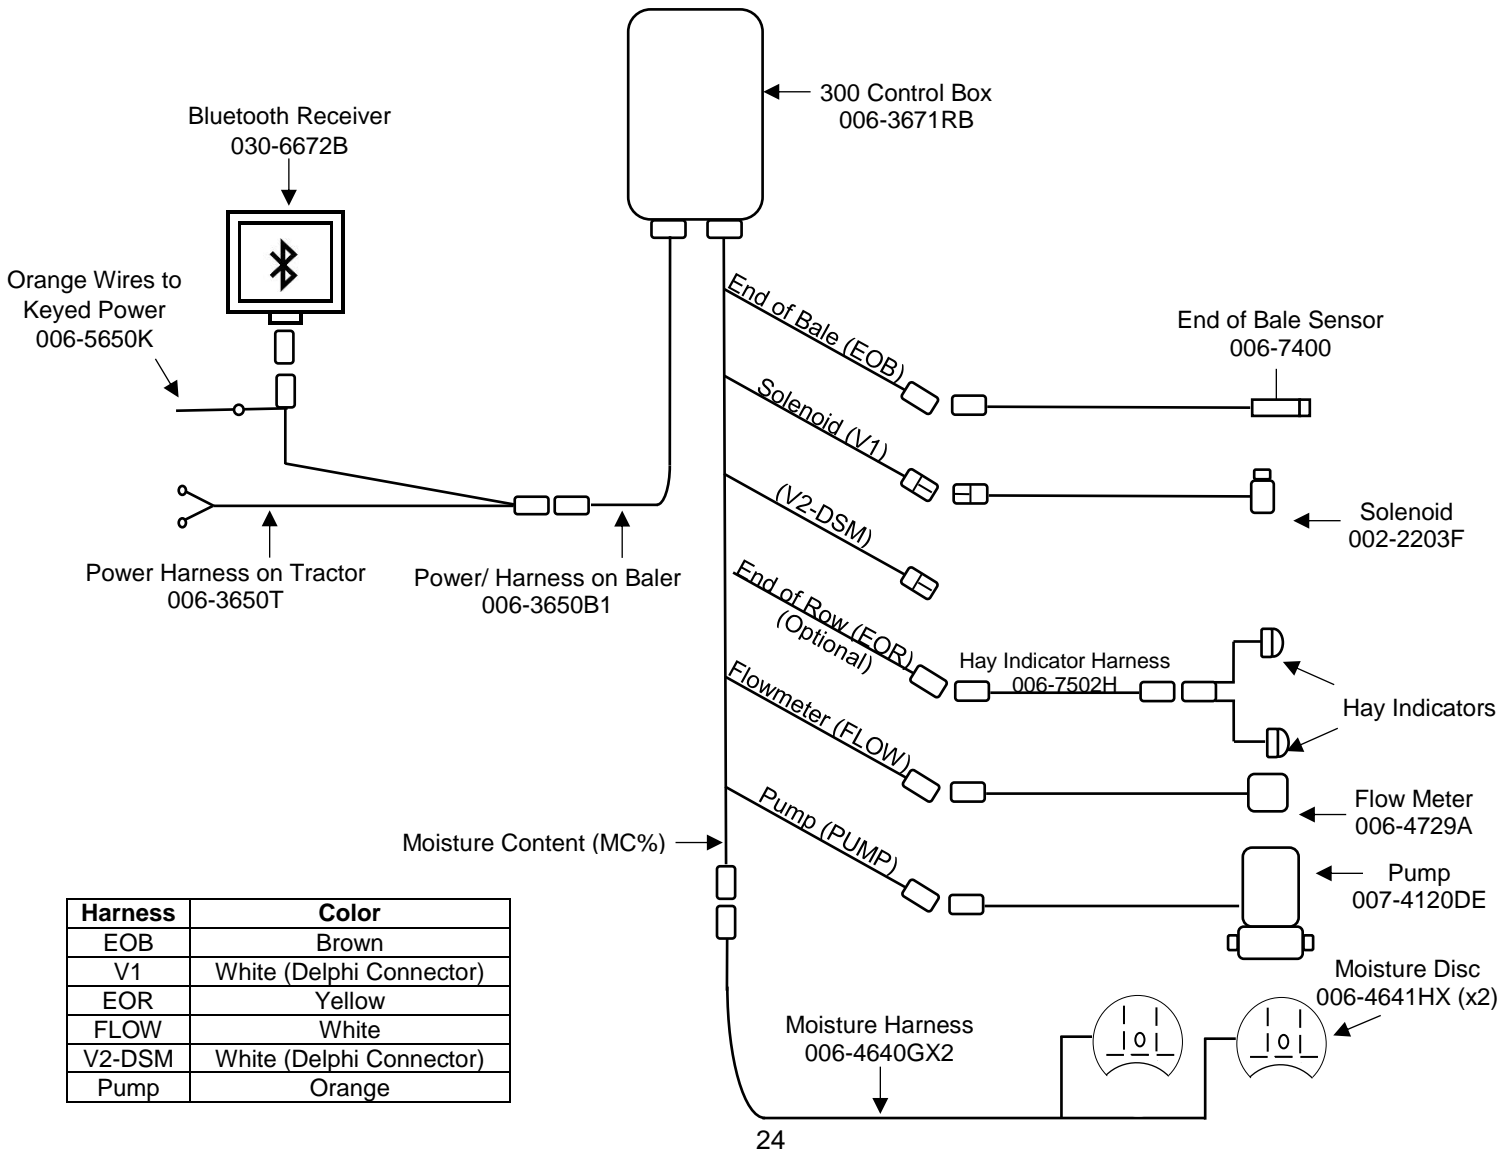 300 Control Box
006-3671RB
Bluetooth Receiver
030-6672B
Orange Wires to
Keyed Power
006-5650K
End of Bale (EOB)
End of Bale Sensor
006-7400
Solenoid (V1)
Solenoid
002-2203F
(V2-DSM)
Power Harness on Tractor
006-3650T
Power/ Harness on Baler
006-3650B1
End of Row (EOR)
(Optional)
Hay Indicator Harness
006-7502H
Hay Indicators
Flowmeter (FLOW)
Flow Meter
006-4729A
Pump (PUMP)
Pump
007-4120DE
Moisture Content (MC%)
Moisture Disc
006-4641HX (x2)
Moisture Harness
006-4640GX2
Harness Color
EOB Brown
V1 White (Delphi Connector)
EOR Yellow
FLOW White
V2-DSM White (Delphi Connector)
Pump Orange
24